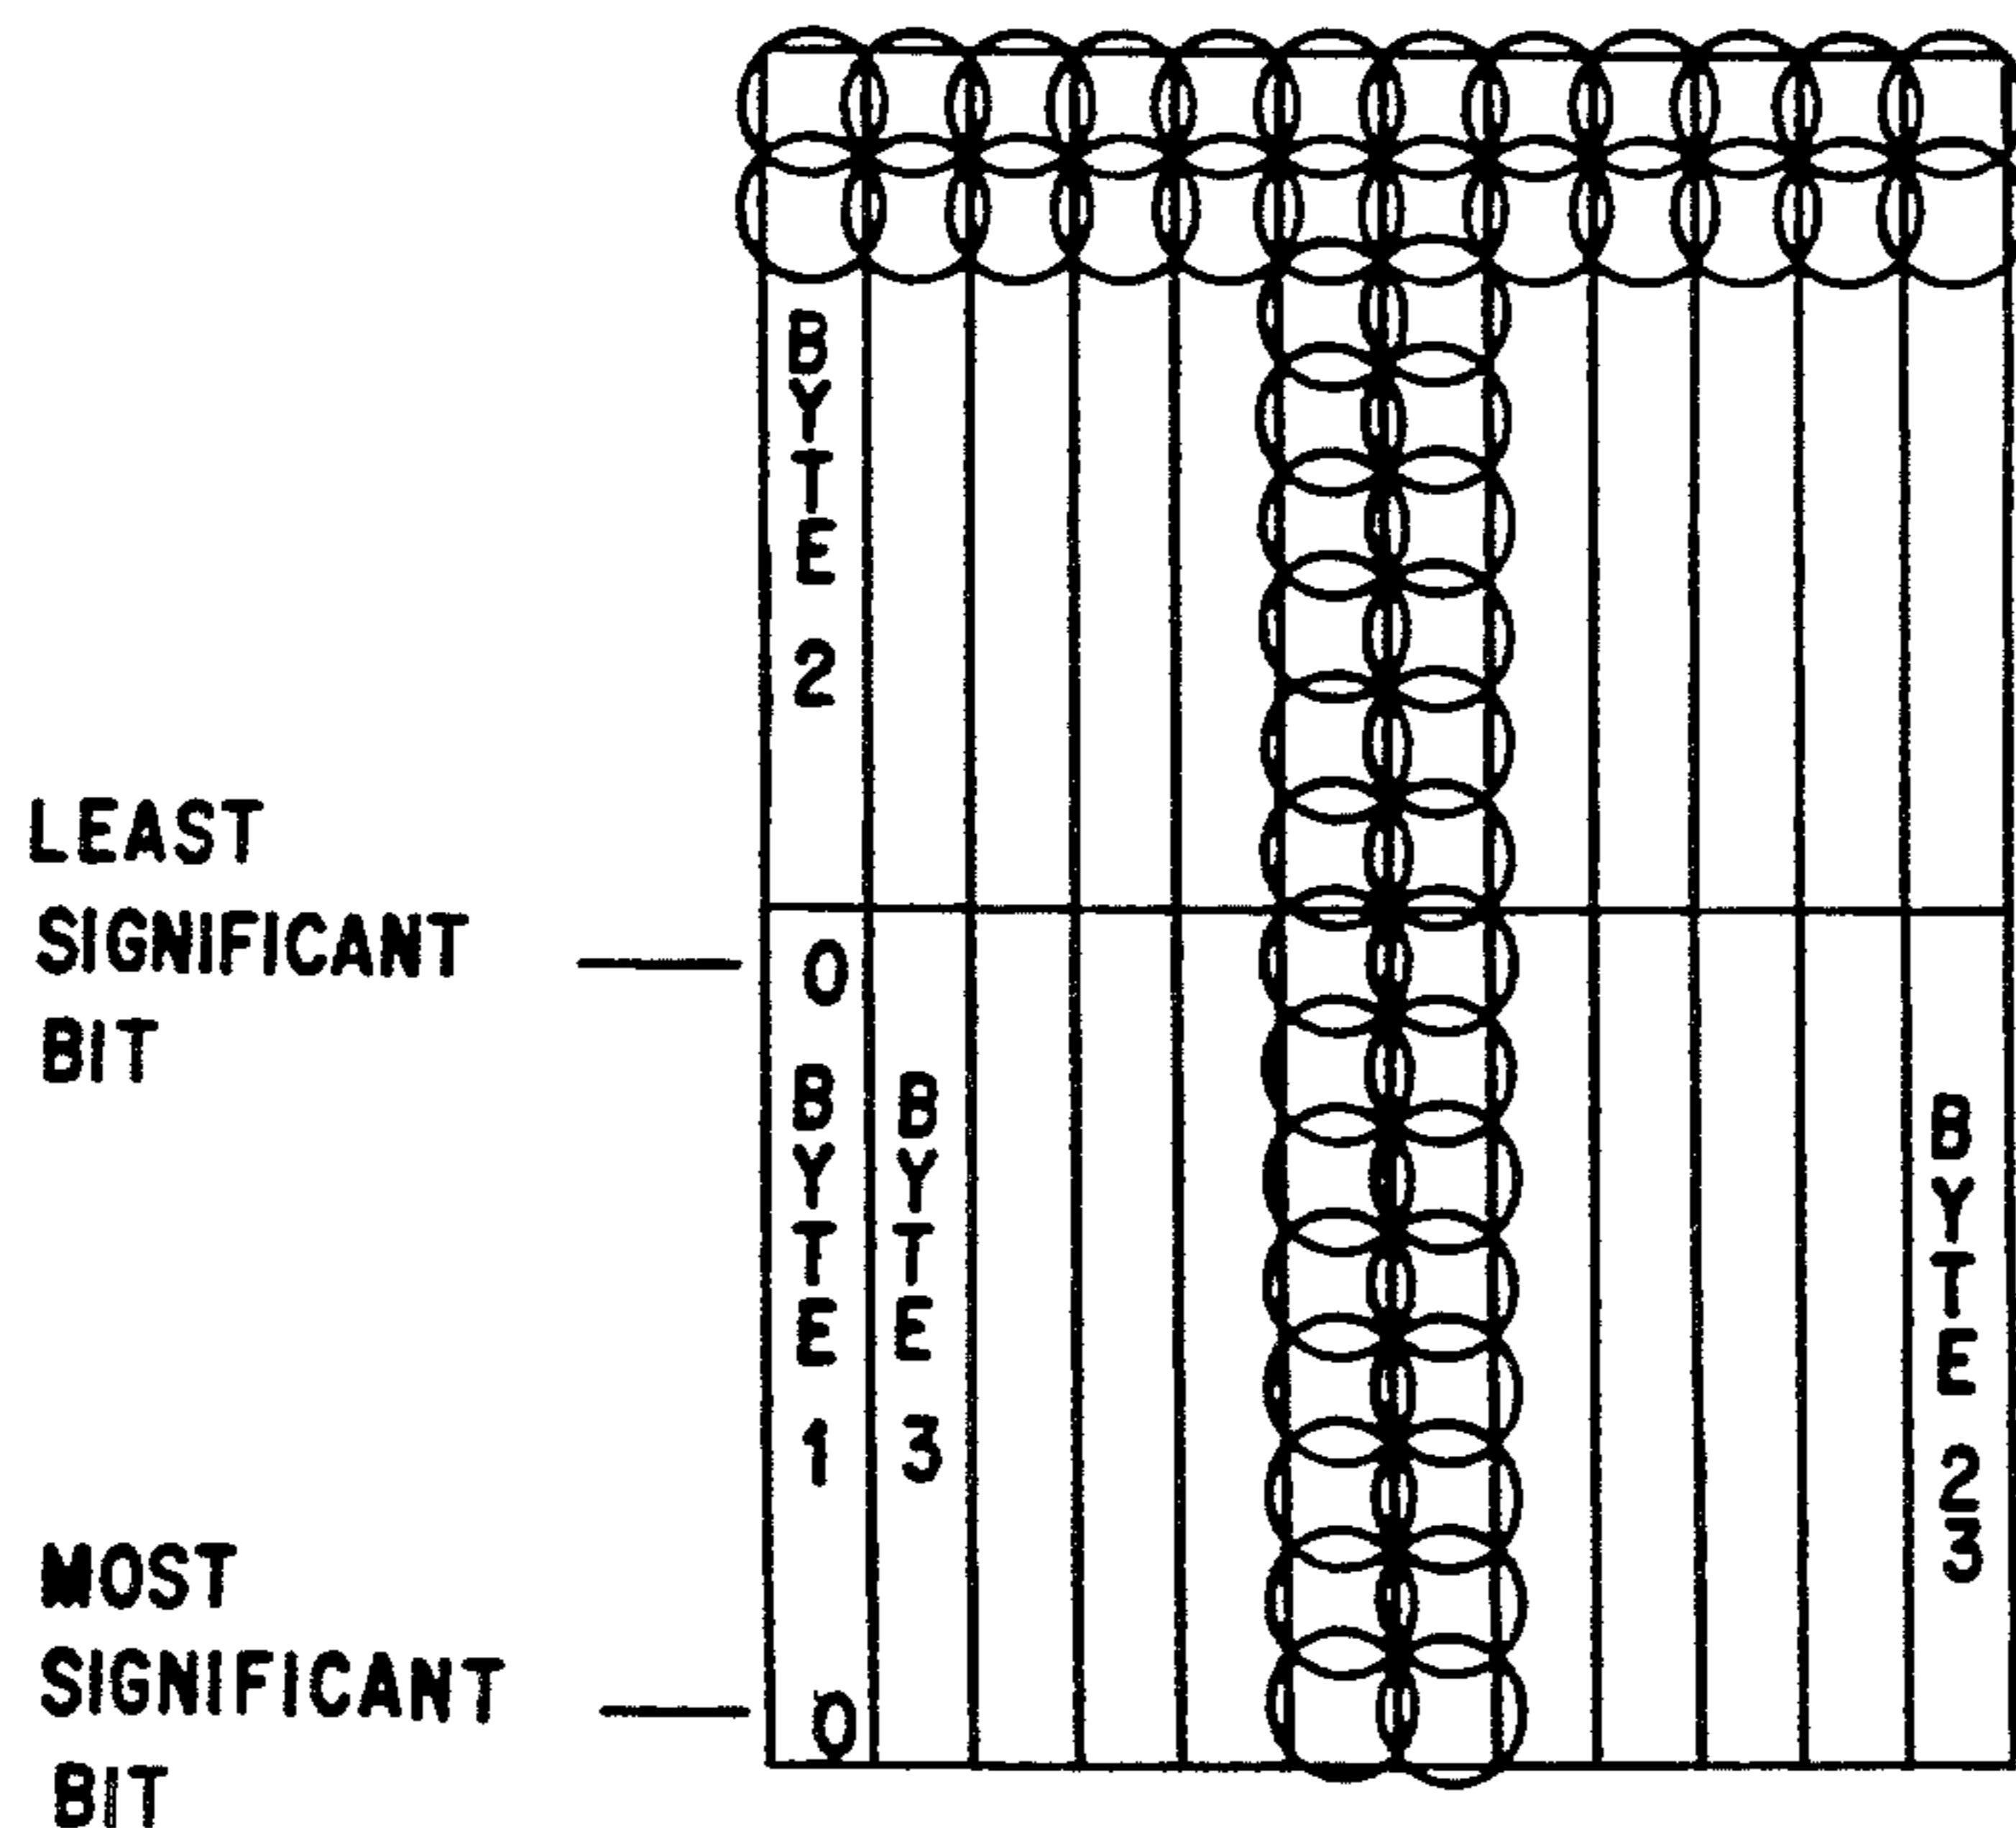 BYTE 2
LEAST
SIGNIFICANT
BIT
0
BYTE 1
BYTE 3
BYTE 23
MOST
SIGNIFICANT
BIT
0